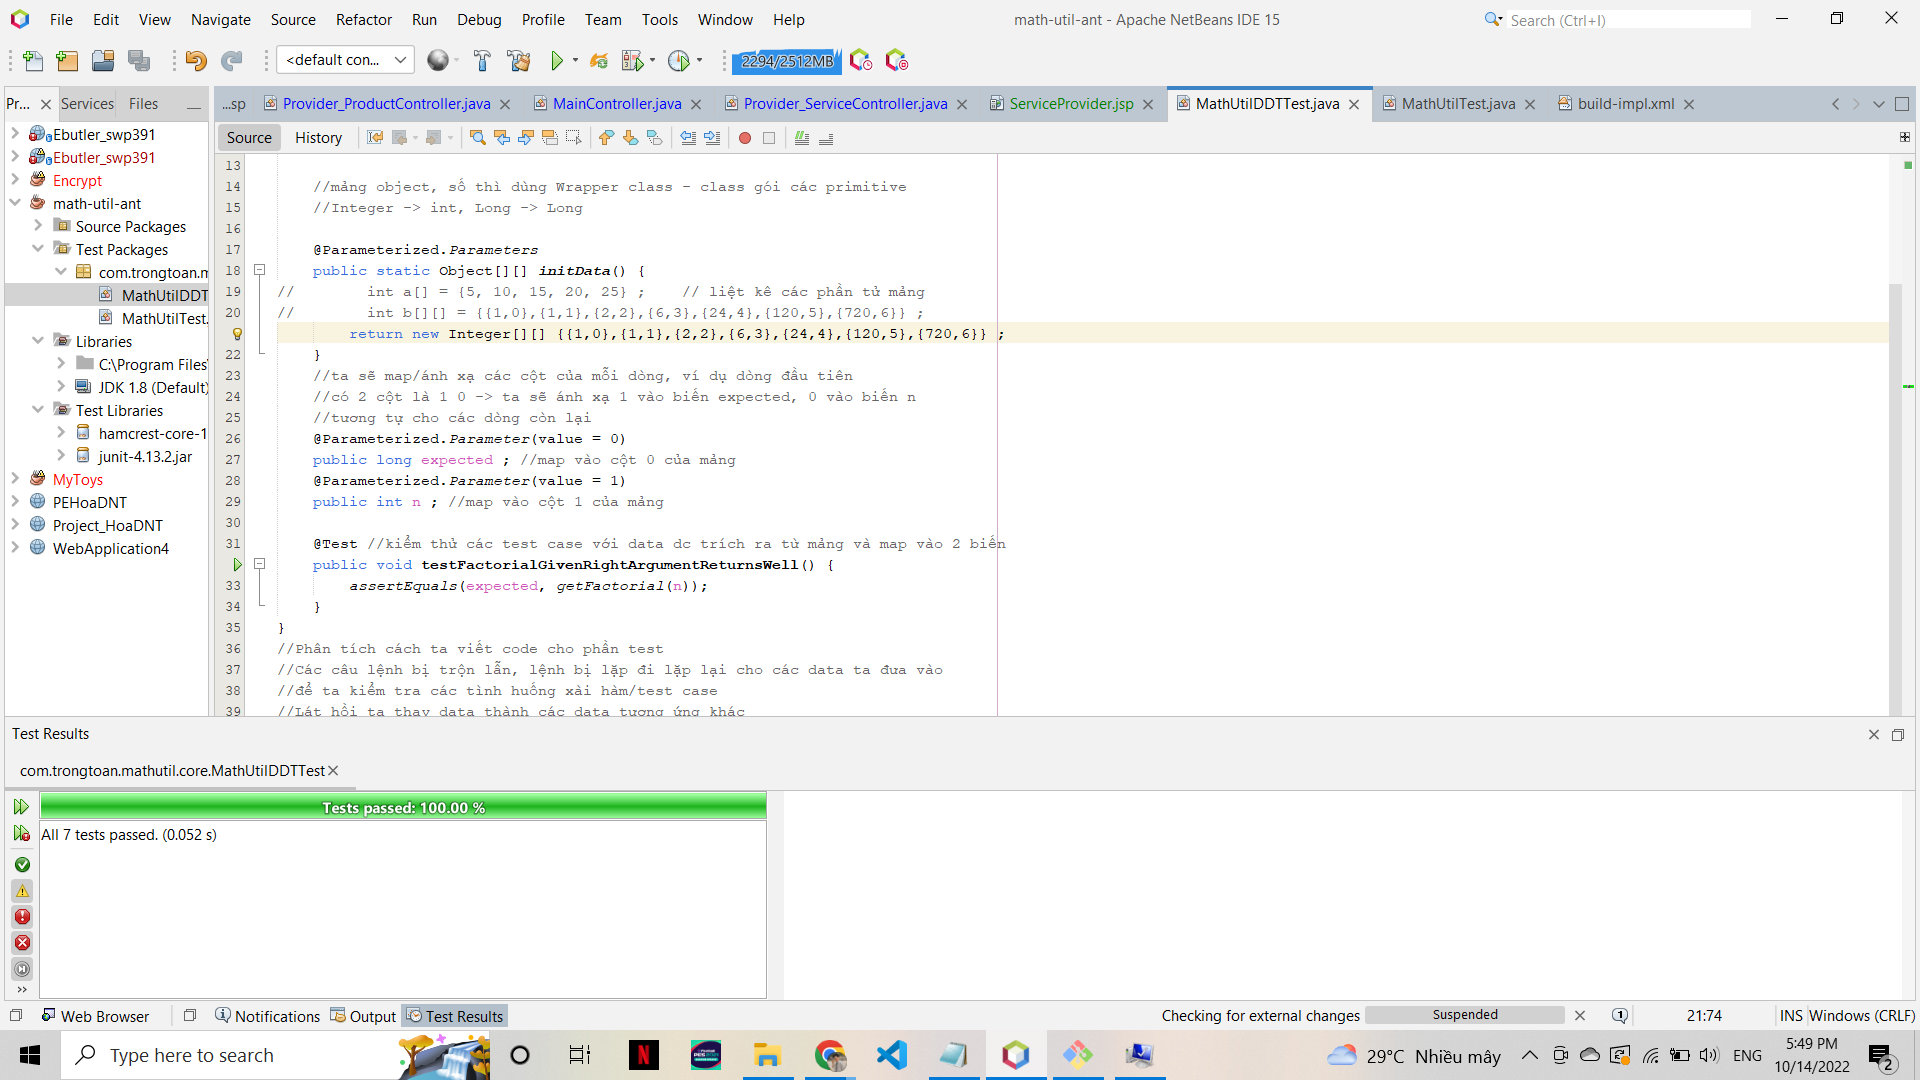 File Edit View Navigate Source Refactor Run Debug Profile Team Tools Window Help
math-util-ant - Apache NetBeans IDE 15
Search (Ctrl+I)
<default con...
2294/2512MB
Pr... Services Files
...sp Provider_ProductController.java MainController.java Provider_ServiceController.java ServiceProvider.jsp MathUtilDDTTest.java MathUtilTest.java build-impl.xml
Source History
Ebutler_swp391
Ebutler_swp391
Encrypt
math-util-ant
Source Packages
Test Packages
com.trongtoan.m
MathUtilDDT
MathUtilTest.
Libraries
C:\Program Files
JDK 1.8 (Default)
Test Libraries
hamcrest-core-1
junit-4.13.2.jar
MyToys
PEHoaDNT
Project_HoaDNT
WebApplication4
13
14 //mảng object, số thì dùng Wrapper class - class gói các primitive
15 //Integer -> int, Long -> Long
16
17 @Parameterized.Parameters
18 public static Object[][] initData() {
19 // int a[] = {5, 10, 15, 20, 25} ; // liệt kê các phần tử mảng
20 // int b[][] = {{1,0},{1,1},{2,2},{6,3},{24,4},{120,5},{720,6}} ;
return new Integer[][] {{1,0},{1,1},{2,2},{6,3},{24,4},{120,5},{720,6}} ;
22 }
23 //ta sẽ map/ánh xạ các cột của mỗi dòng, ví dụ dòng đầu tiên
24 //có 2 cột là 1 0 -> ta sẽ ánh xạ 1 vào biến expected, 0 vào biến n
25 //tương tự cho các dòng còn lại
26 @Parameterized.Parameter(value = 0)
27 public long expected ; //map vào cột 0 của mảng
28 @Parameterized.Parameter(value = 1)
29 public int n ; //map vào cột 1 của mảng
30
31 @Test //kiểm thử các test case với data dc trích ra từ mảng và map vào 2 biến
public void testFactorialGivenRightArgumentReturnsWell() {
33 assertEquals(expected, getFactorial(n));
34 }
35 }
36 //Phân tích cách ta viết code cho phần test
37 //Các câu lệnh bị trộn lẫn, lệnh bị lặp đi lặp lại cho các data ta đưa vào
38 //để ta kiểm tra các tình huống xài hàm/test case
39 //Lát hồi ta thay data thành các data tương ứng khác
Test Results
com.trongtoan.mathutil.core.MathUtilDDTTest
Tests passed: 100.00 %
All 7 tests passed. (0.052 s)
Web Browser Notifications Output Test Results
Checking for external changes Suspended 1 21:74 INS Windows (CRLF)
Type here to search
29°C Nhiều mây
ENG
5:49 PM
10/14/2022
2